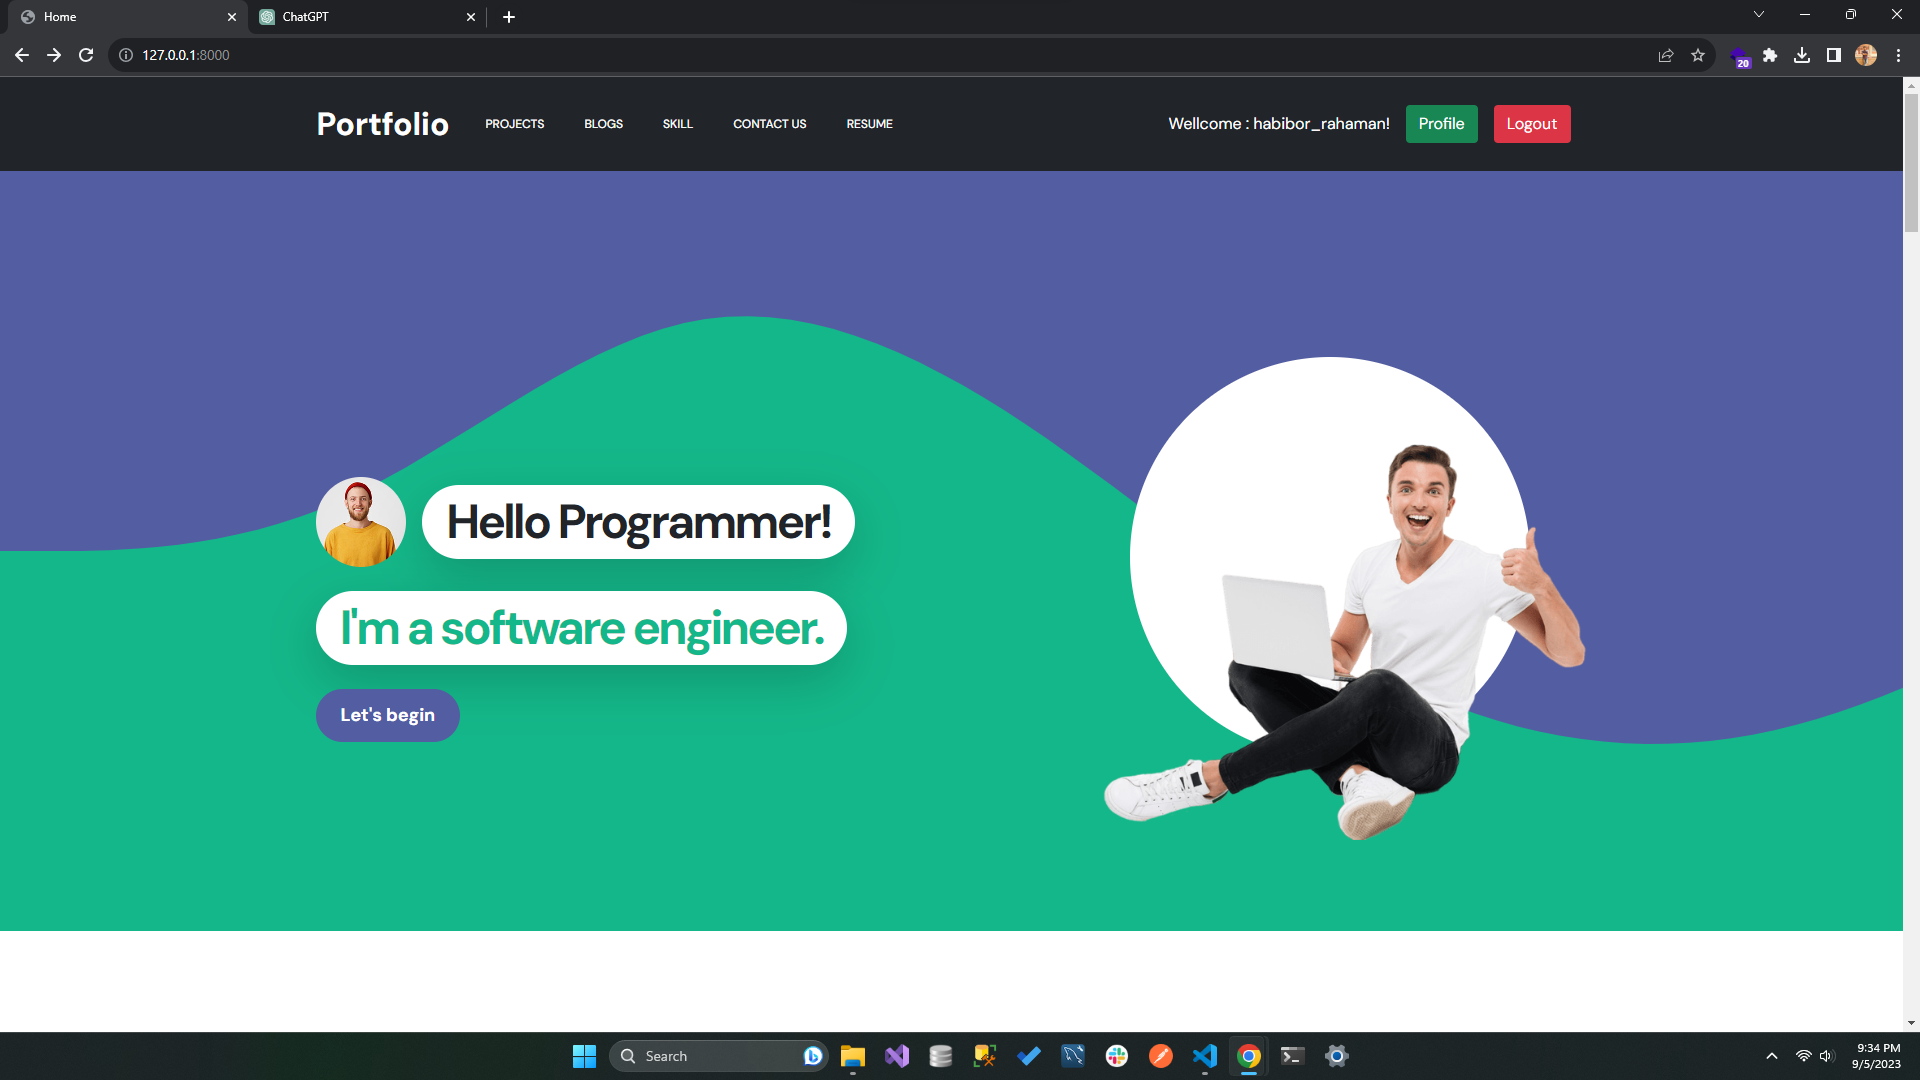 Home
ChatGPT
127.0.0.1:8000
20
Portfolio
PROJECTS
BLOGS
SKILL
CONTACT US
RESUME
Wellcome : habibor_rahaman!
Profile
Logout
Hello Programmer!
I'm a software engineer.
Let's begin
Search
9:34 PM
9/5/2023